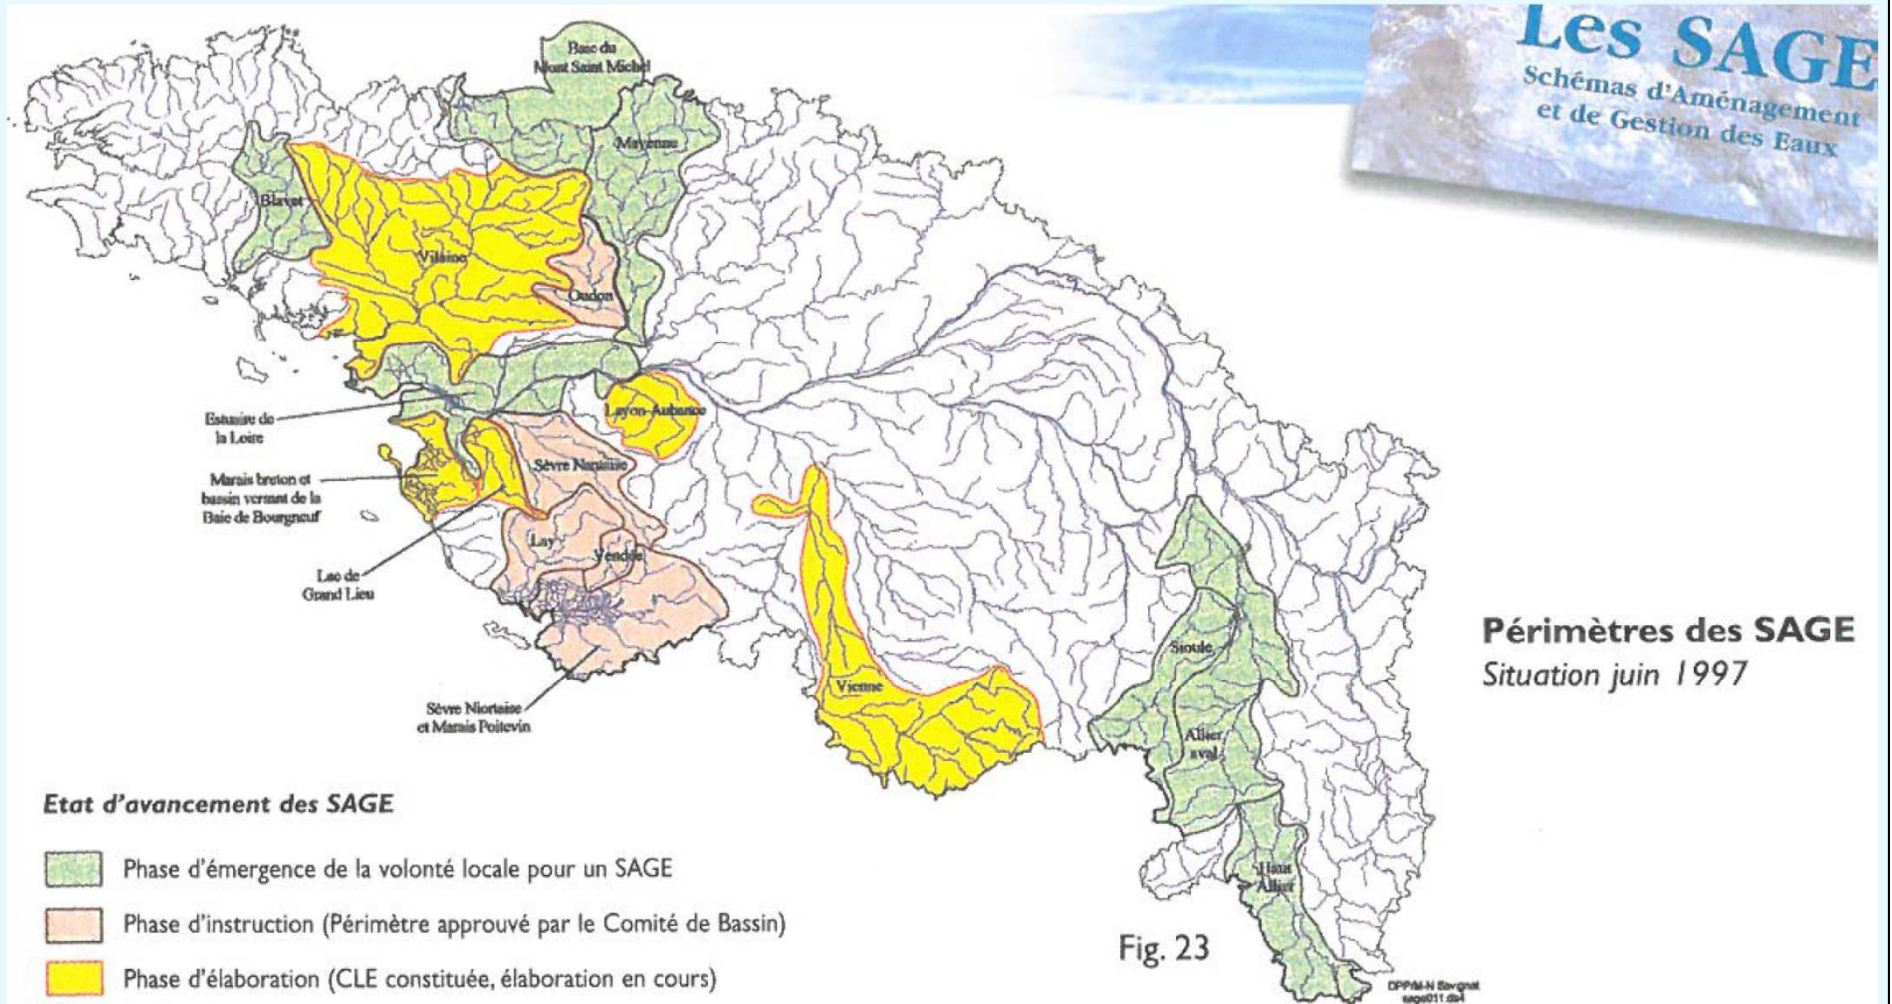 Les SAGE
Schémas d'Aménagement
et de Gestion des Eaux
Baie du
Mont Saint Michel
Mayenne
Blavet
Vilaine
Oudon
Estuaire de
la Loire
Layon-Aubance
Sèvre Nantaise
Marais breton et
bassin versant de la
Baie de Bourgneuf
Lay
Vendée
Lac de
Grand Lieu
Sèvre Niortaise
et Marais Poitevin
Vienne
Sioule
Allier
aval
Haut
Allier
Périmètres des SAGE
Situation juin 1997
Etat d'avancement des SAGE
Phase d'émergence de la volonté locale pour un SAGE
Phase d'instruction (Périmètre approuvé par le Comité de Bassin)
Phase d'élaboration (CLE constituée, élaboration en cours)
Fig. 23